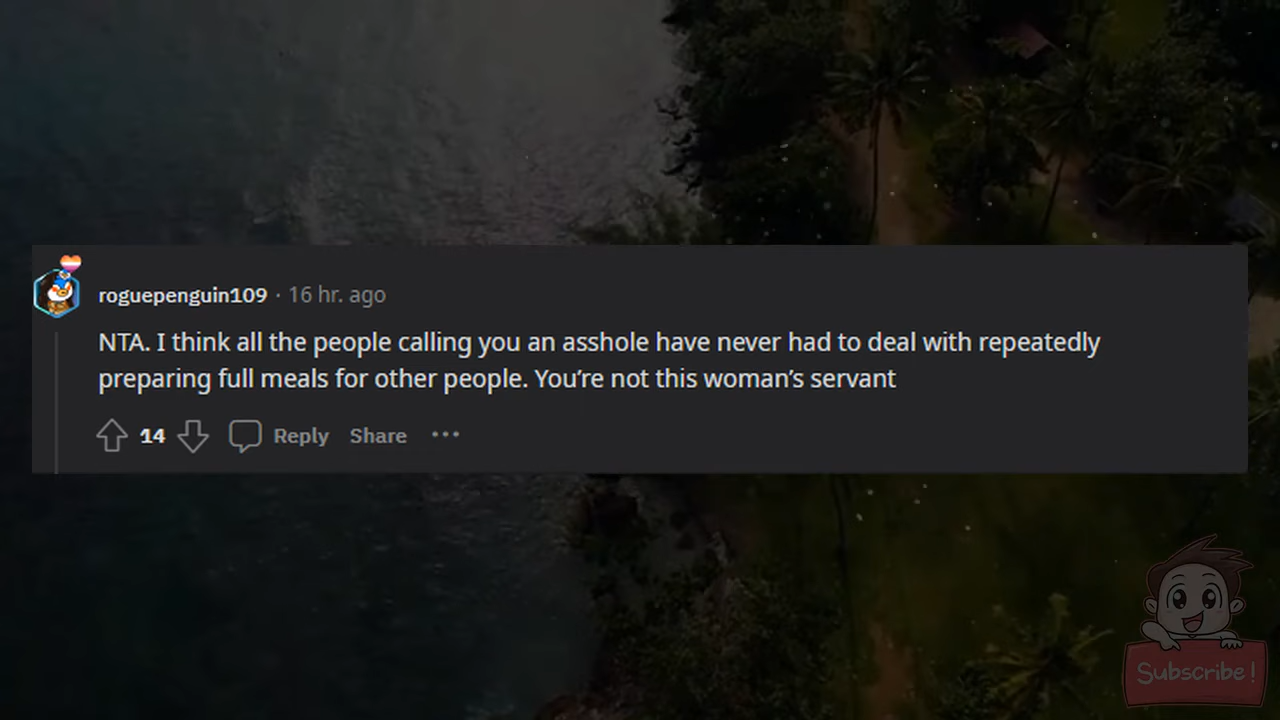 roguepenguin109 · 16 hr. ago
NTA. I think all the people calling you an asshole have never had to deal with repeatedly
preparing full meals for other people. You’re not this woman’s servant
14 Reply Share ···
Subscribe!